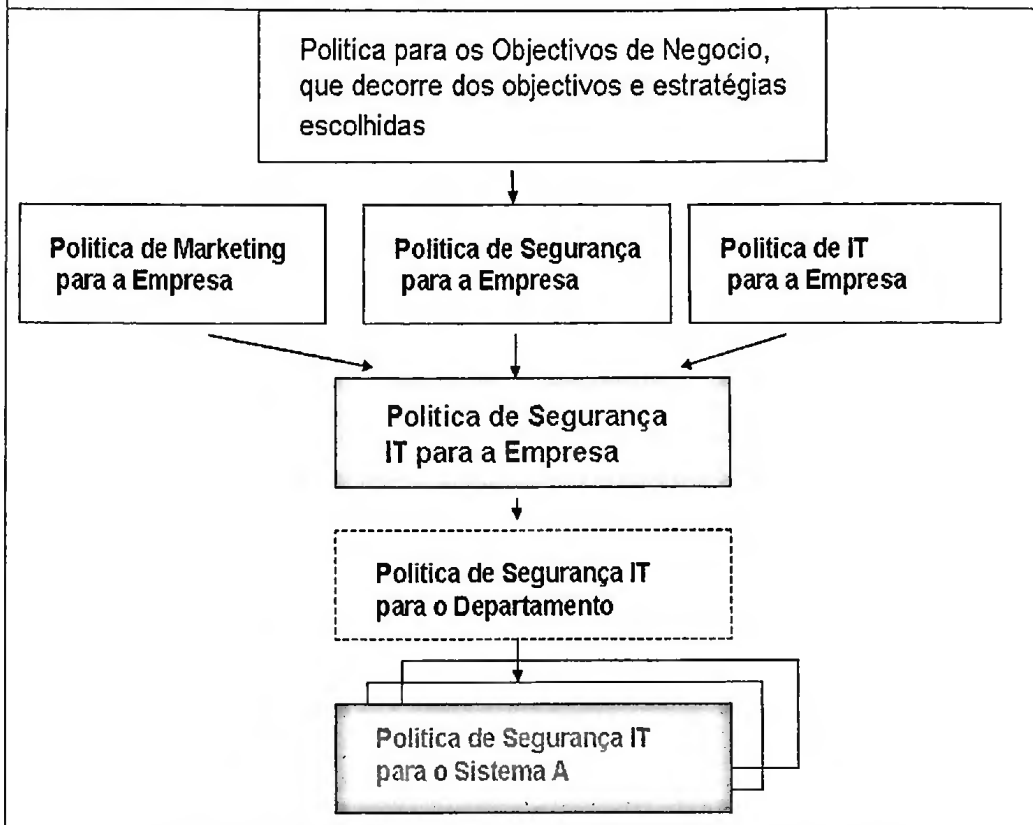 Politica para os Objectivos de Negocio,
que decorre dos objectivos e estratégias
escolhidas
Politica de Marketing
para a Empresa
Politica de Segurança
para a Empresa
Politica de IT
para a Empresa
Politica de Segurança
IT para a Empresa
Politica de Segurança IT
para o Departamento
Politica de Segurança IT
para o Sistema A